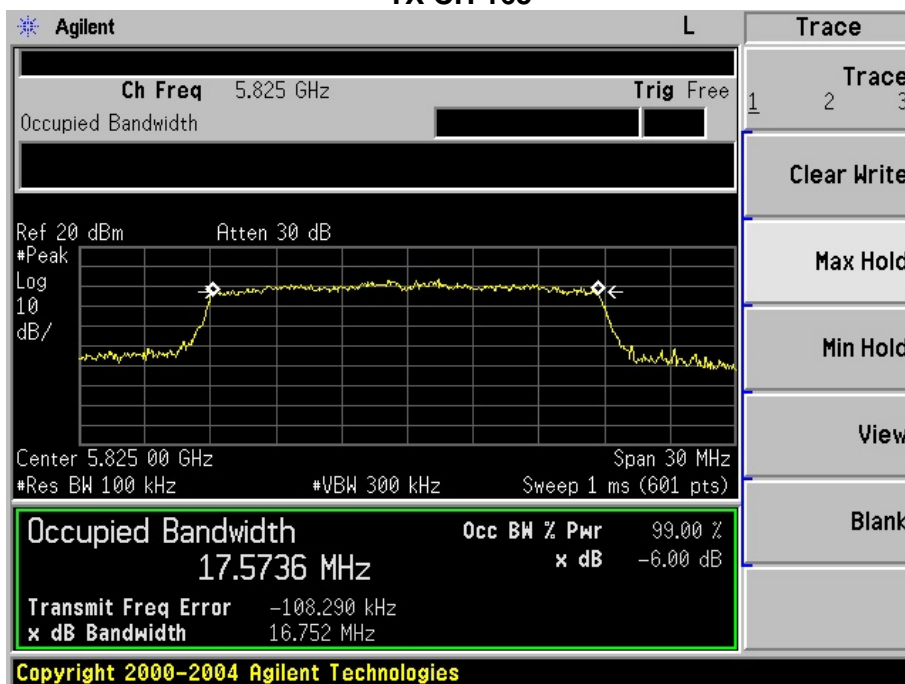 Agilent L Trace
Ch Freq 5.825 GHz Trig Free
Occupied Bandwidth
Trace
1 2 3
Clear Write
Ref 20 dBm Atten 30 dB
#Peak
Log
10
dB/
Max Hold
Min Hold
View
Center 5.825 00 GHz Span 30 MHz
#Res BW 100 kHz #VBW 300 kHz Sweep 1 ms (601 pts)
Blank
Occupied Bandwidth Occ BW % Pwr 99.00 %
17.5736 MHz x dB -6.00 dB
Transmit Freq Error -108.290 kHz
x dB Bandwidth 16.752 MHz
Copyright 2000-2004 Agilent Technologies